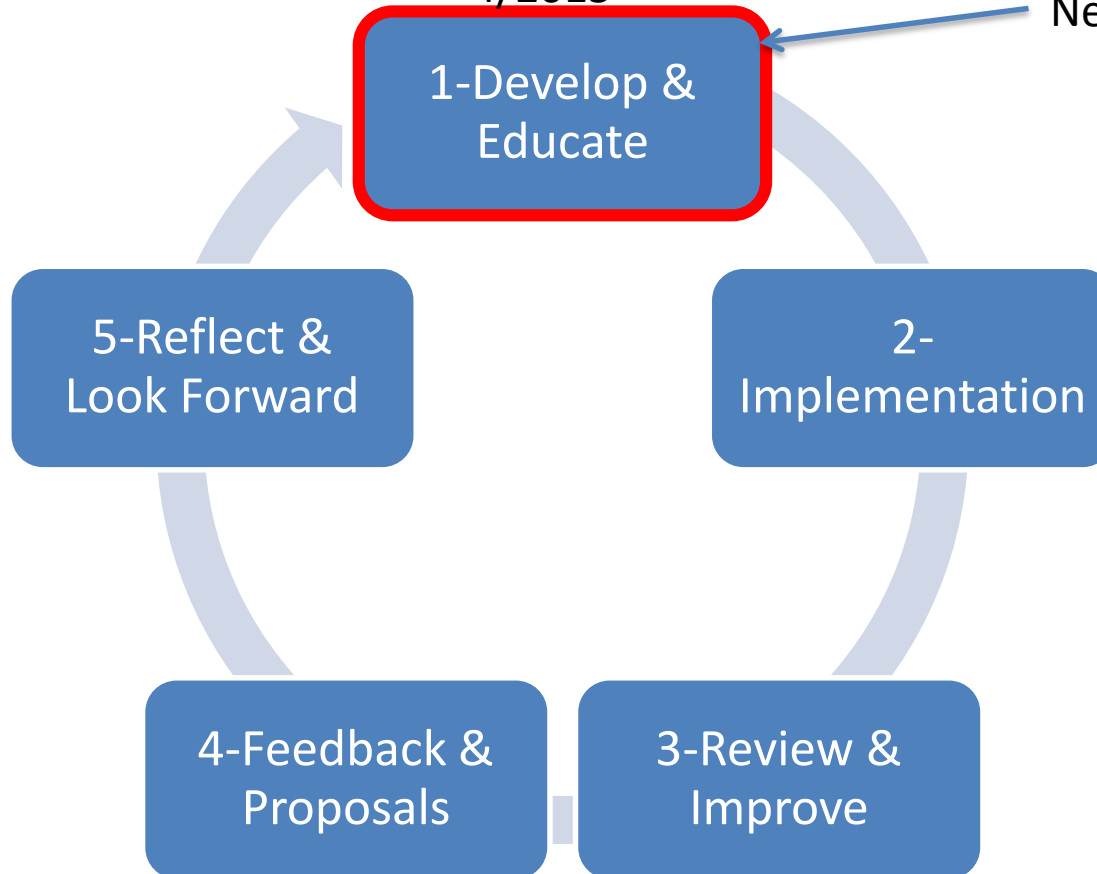 1-Develop &
Educate
2-
Implementation
3-Review &
Improve
4-Feedback &
Proposals
5-Reflect &
Look Forward